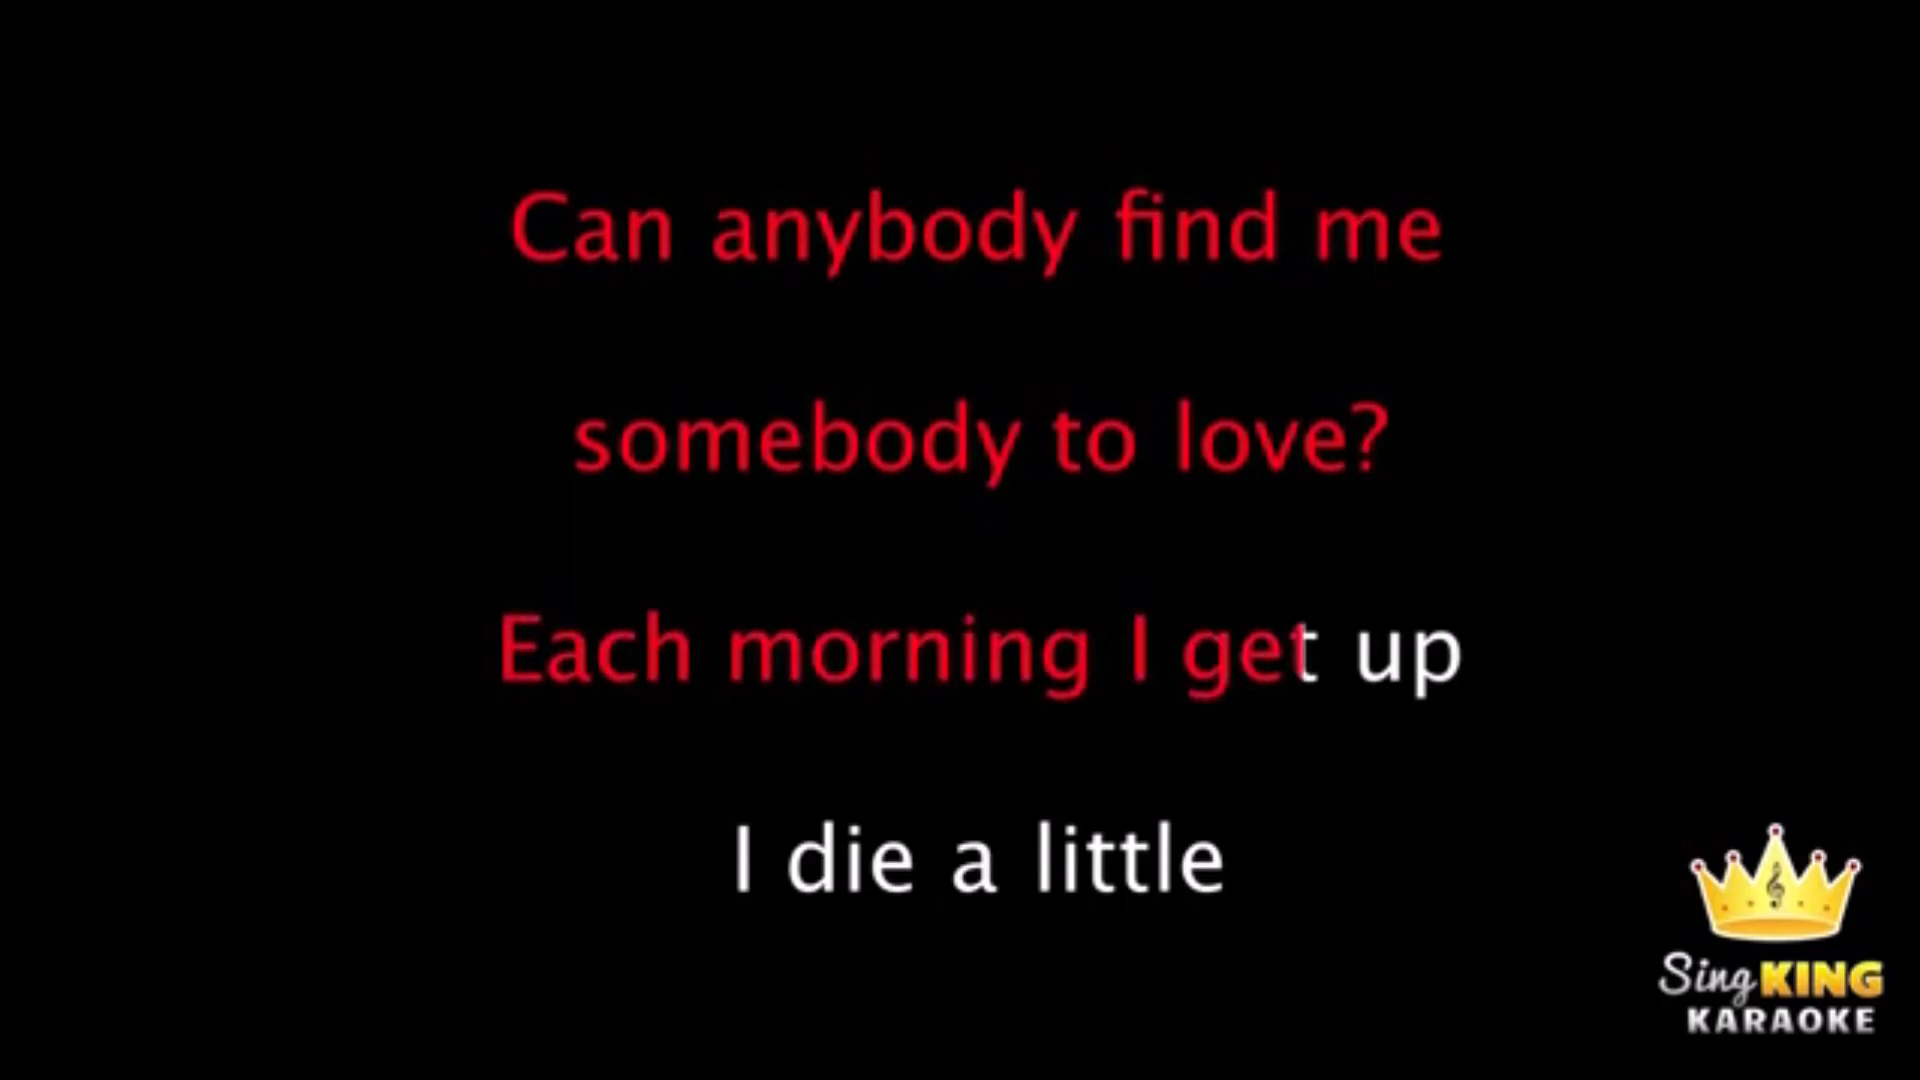 Can anybody find me
somebody to love?
Each morning I get up
I die a little
Sing KING
KARAOKE